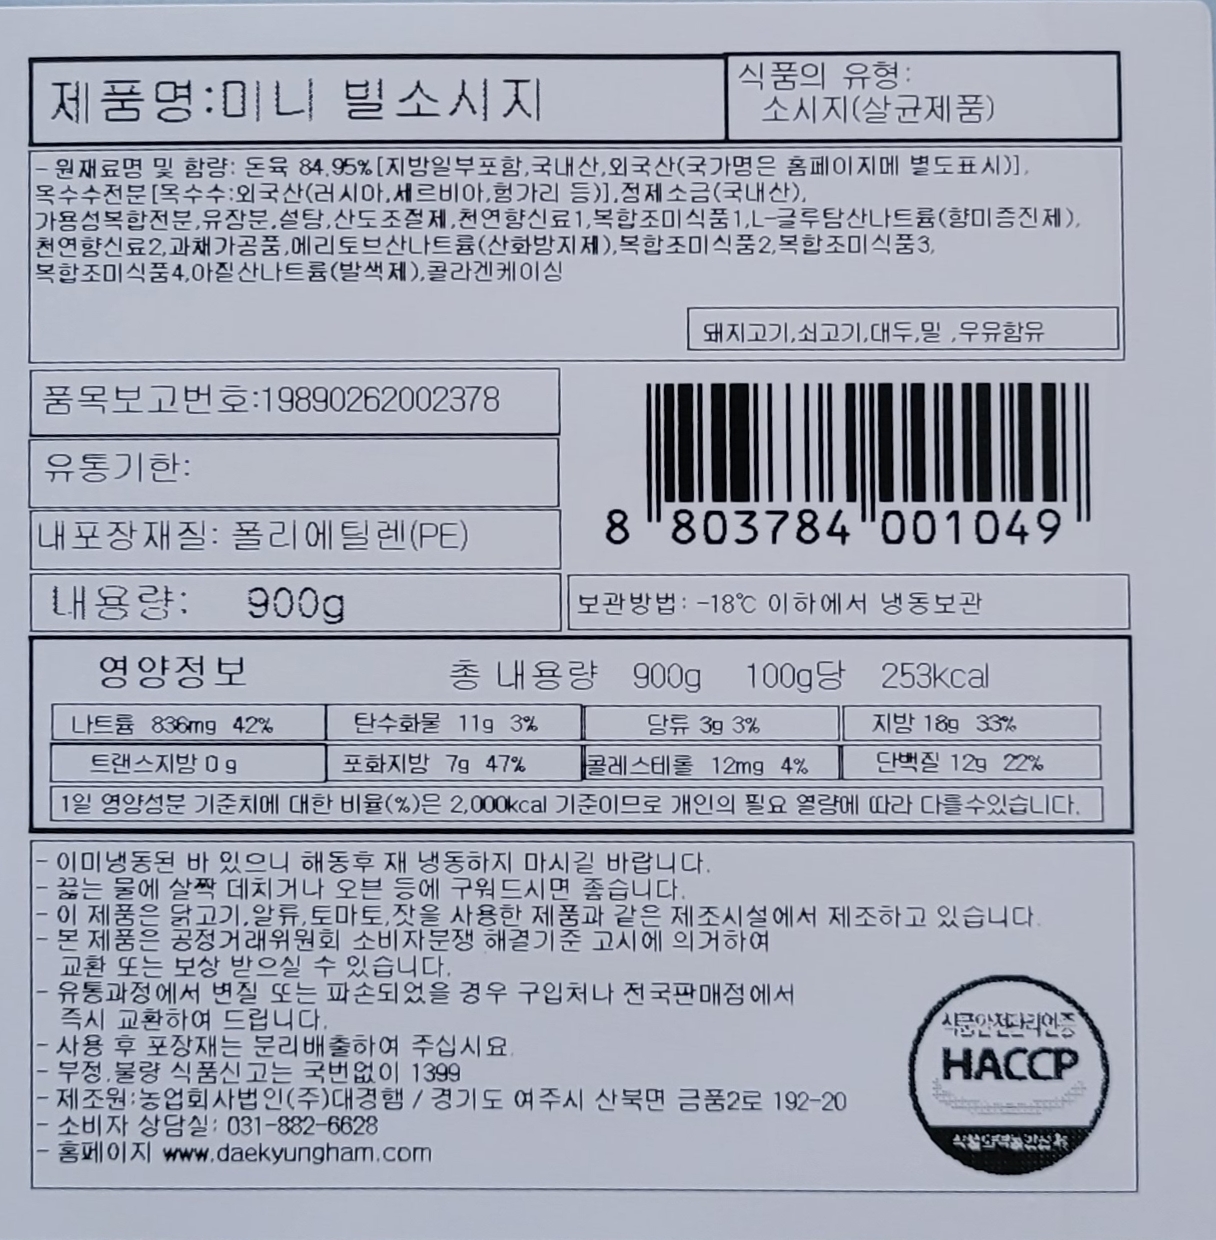 제품명:미니 빌소시지
식품의 유형:
소시지(살균제품)
- 원재료명 및 함량: 돈육 84.95%[지방일부포함,국내산,외국산(국가명은 홈페이지메 별도표시)],
옥수수전분[옥수수:외국산(러시아,세르비아,헝가리 등)],정제소금(국내산),
가용성복합전분,유장분,설탕,산도조절제,천연향신료1,복합조미식품1,L-글루탐산나트륨(향미증진제),
천연향신료2,과채가공품,에리토브산나트륨(산화방지제),복합조미식품2,복합조미식품3,
복합조미식품4,아질산나트륨(발색제),콜라겐케이싱
돼지고기,쇠고기,대두,밀 ,우유함유
품목보고번호:19890262002378
유통기한:
내포장재질: 폴리에틸렌(PE)
8 803784 001049
내용량: 900g
보관방법: -18℃ 이하에서 냉동보관
영양정보 총 내용량 900g 100g당 253kcal
나트륨 836mg 42% 탄수화물 11g 3% 당류 3g 3% 지방 18g 33%
트랜스지방 0 g 포화지방 7g 47% 콜레스테롤 12mg 4% 단백질 12g 22%
1일 영양성분 기준치에 대한 비율(%)은 2,000kcal 기준이므로 개인의 필요 열량에 따라 다를수있습니다.
- 이미냉동된 바 있으니 해동후 재 냉동하지 마시길 바랍니다.
- 끓는 물에 살짝 데치거나 오븐 등에 구워드시면 좋습니다.
- 이 제품은 닭고기,알류,토마토,잣을 사용한 제품과 같은 제조시설에서 제조하고 있습니다.
- 본 제품은 공정거래위원회 소비자분쟁 해결기준 고시에 의거하여
교환 또는 보상 받으실 수 있습니다.
- 유통과정에서 변질 또는 파손되었을 경우 구입처나 전국판매점에서
즉시 교환하여 드립니다.
- 사용 후 포장재는 분리배출하여 주십시요.
- 부정,불량 식품신고는 국번없이 1399
- 제조원:농업회사법인(주)대경햄 / 경기도 여주시 산북면 금품2로 192-20
- 소비자 상담실: 031-882-6628
- 홈페이지 www.daekyungham.com
식품안전관리인증
HACCP